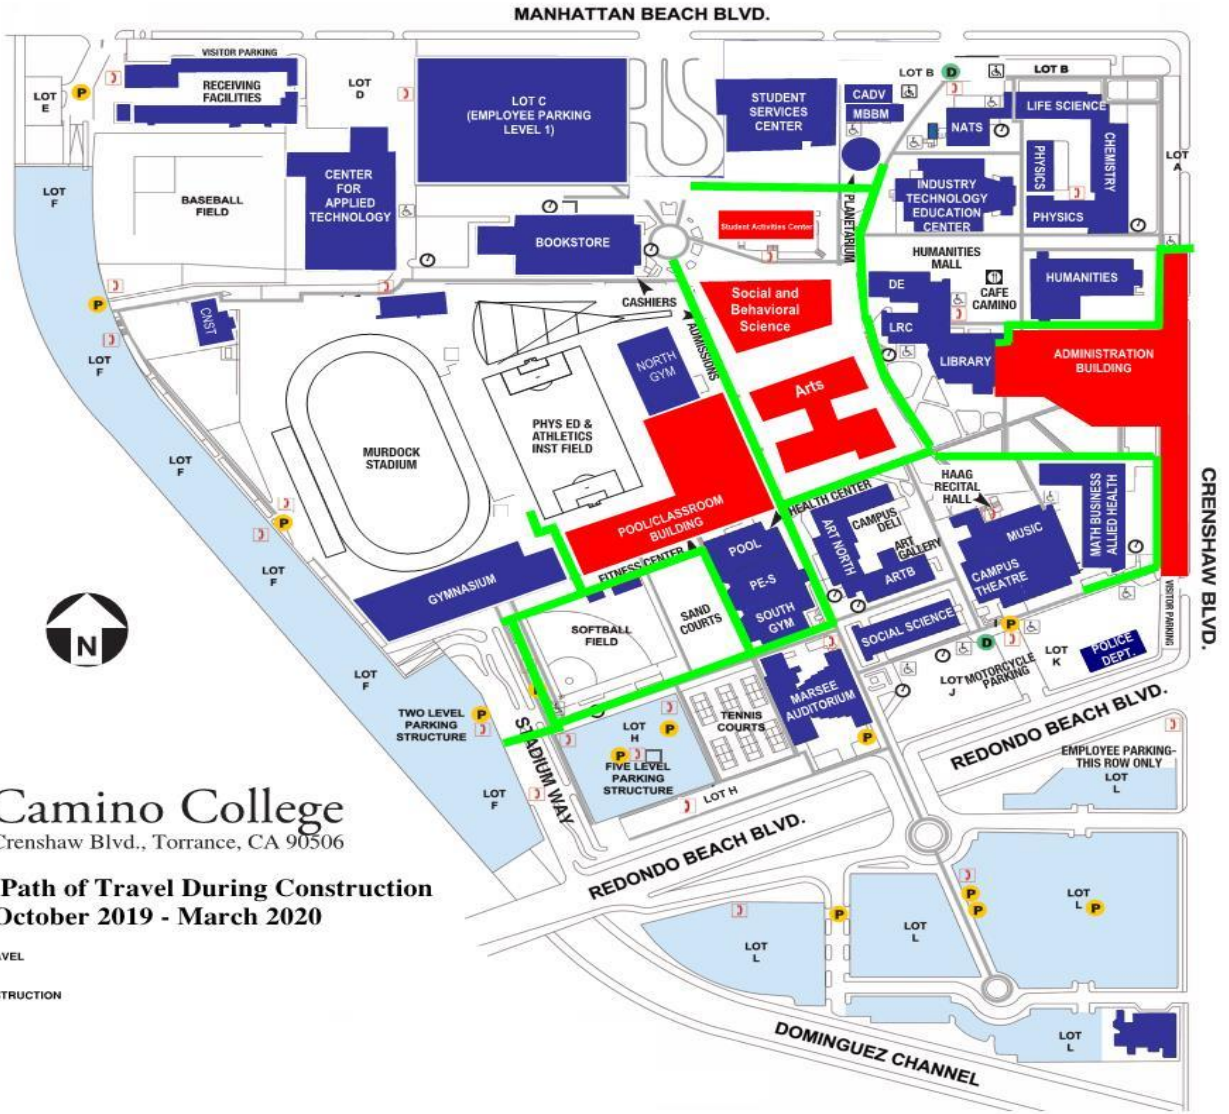 MANHATTAN BEACH BLVD.
VISITOR PARKING
RECEIVING
FACILITIES
LOT
E
P
LOT
D
LOT C
(EMPLOYEE PARKING
LEVEL 1)
STUDENT
SERVICES
CENTER
CADV
MBBM
LOT B
D
LOT B
LIFE SCIENCE
NATS
CHEMISTRY
PHYSICS
PHYSICS
LOT
A
INDUSTRY
TECHNOLOGY
EDUCATION
CENTER
PLANETARIUM
LOT
F
BASEBALL
FIELD
CENTER
FOR
APPLIED
TECHNOLOGY
BOOKSTORE
Student Activities Center
HUMANITIES
MALL
CAFE
CAMINO
HUMANITIES
DE
LRC
LIBRARY
P
CNST
CASHIERS
ADMISSIONS
Social and
Behavioral
Science
ADMINISTRATION
BUILDING
LOT
F
NORTH
GYM
Arts
PHYS ED &
ATHLETICS
INST FIELD
MURDOCK
STADIUM
LOT
F
P
HAAG
RECITAL
HALL
MUSIC
CAMPUS
THEATRE
MATH BUSINESS
ALLIED HEALTH
CRENSHAW BLVD.
VISITOR PARKING
POOL/CLASSROOM
BUILDING
HEALTH CENTER
ART NORTH
CAMPUS
DELI
ART
GALLERY
ARTB
FITNESS CENTER
POOL
PE-S
SOUTH
GYM
GYMNASIUM
LOT
F
SAND
COURTS
SOFTBALL
FIELD
SOCIAL SCIENCE
P
D
LOT
K
POLICE
DEPT.
LOT
J
MOTORCYCLE
PARKING
N
LOT
F
MARSEE
AUDITORIUM
TWO LEVEL
PARKING
STRUCTURE
P
STADIUM WAY
LOT
H
P
P
FIVE LEVEL
PARKING
STRUCTURE
TENNIS
COURTS
P
LOT H
LOT
F
REDONDO BEACH BLVD.
REDONDO BEACH BLVD.
EMPLOYEE PARKING-
THIS ROW ONLY
LOT
L
Camino College
Crenshaw Blvd., Torrance, CA 90506
Path of Travel During Construction
October 2019 - March 2020
AVEL
STRUCTION
LOT
L
P
LOT
L
P
P
LOT
L
P
LOT
L
DOMINGUEZ CHANNEL